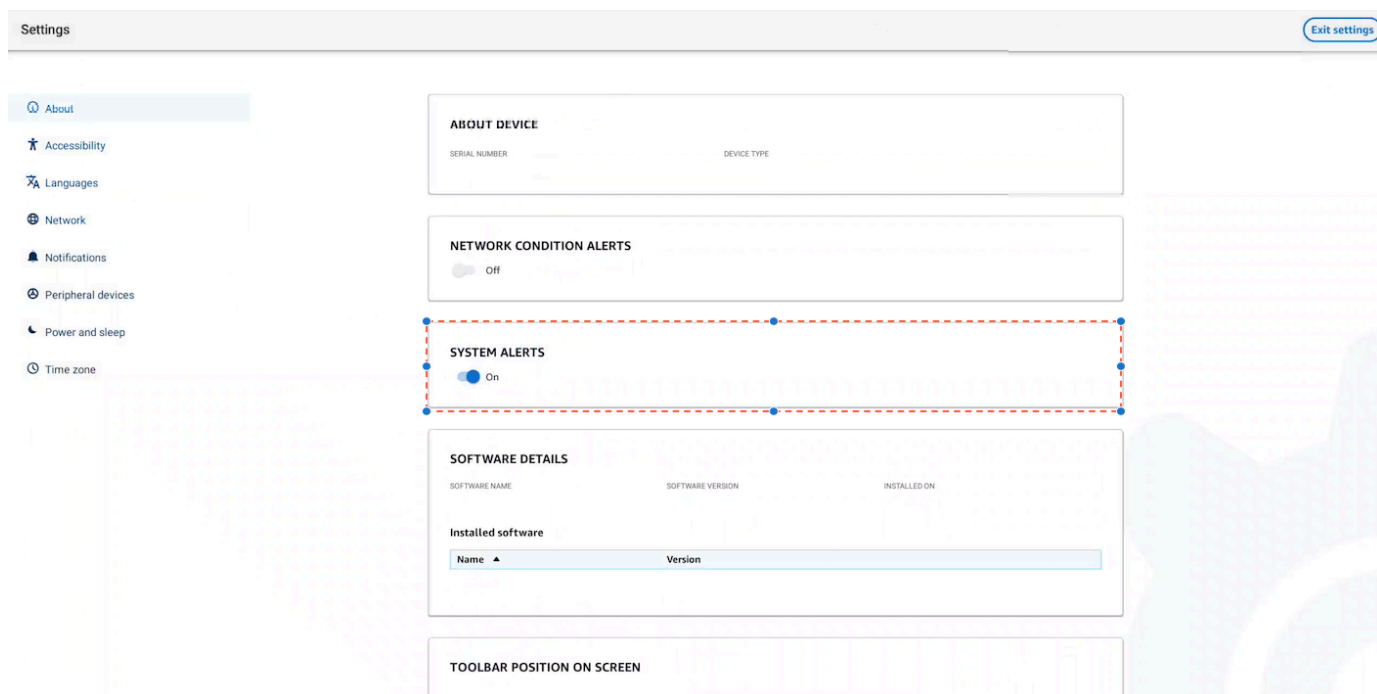 Settings
Exit settings
About
Accessibility
Languages
Network
Notifications
Peripheral devices
Power and sleep
Time zone
ABOUT DEVICE
SERIAL NUMBER DEVICE TYPE
NETWORK CONDITION ALERTS
Off
SYSTEM ALERTS
On
SOFTWARE DETAILS
SOFTWARE NAME SOFTWARE VERSION INSTALLED ON
Installed software
Name Version
TOOLBAR POSITION ON SCREEN